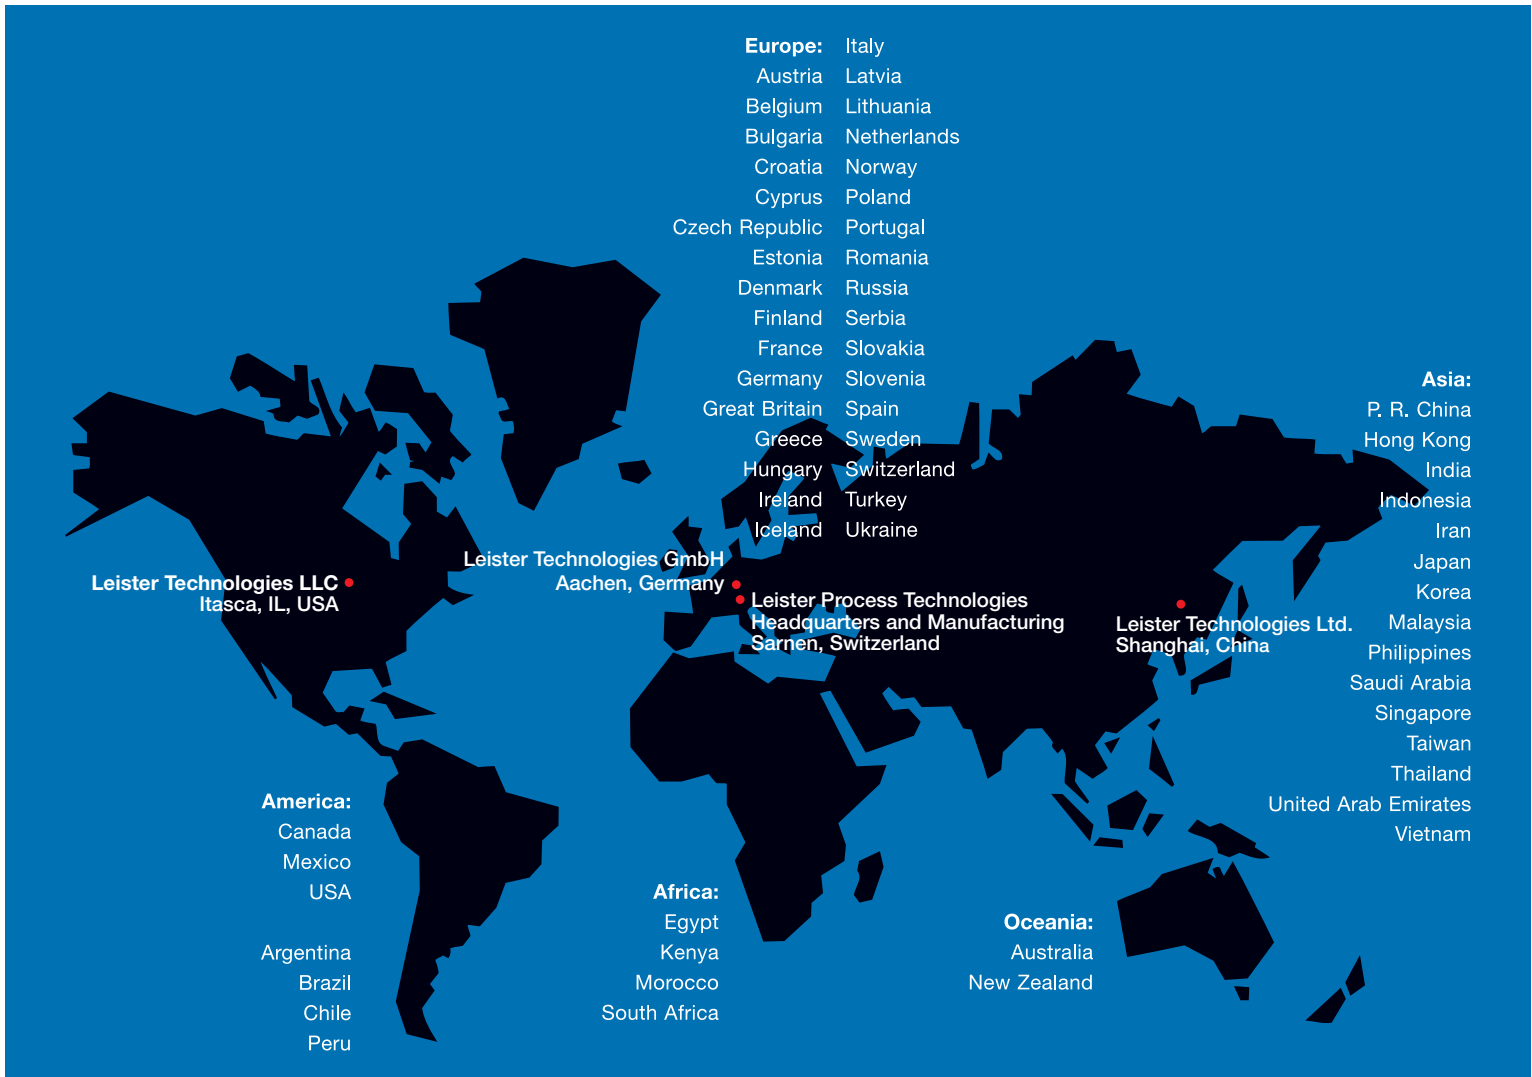 Europe:
Austria
Belgium
Bulgaria
Croatia
Cyprus
Czech Republic
Estonia
Denmark
Finland
France
Germany
Great Britain
Greece
Hungary
Ireland
Iceland
Italy
Latvia
Lithuania
Netherlands
Norway
Poland
Portugal
Romania
Russia
Serbia
Slovakia
Slovenia
Spain
Sweden
Switzerland
Turkey
Ukraine
Asia:
P. R. China
Hong Kong
India
Indonesia
Iran
Japan
Korea
Malaysia
Philippines
Saudi Arabia
Singapore
Taiwan
Thailand
United Arab Emirates
Vietnam
Leister Technologies LLC
Itasca, IL, USA
Leister Technologies GmbH
Aachen, Germany
Leister Process Technologies
Headquarters and Manufacturing
Sarnen, Switzerland
Leister Technologies Ltd.
Shanghai, China
America:
Canada
Mexico
USA
Argentina
Brazil
Chile
Peru
Africa:
Egypt
Kenya
Morocco
South Africa
Oceania:
Australia
New Zealand